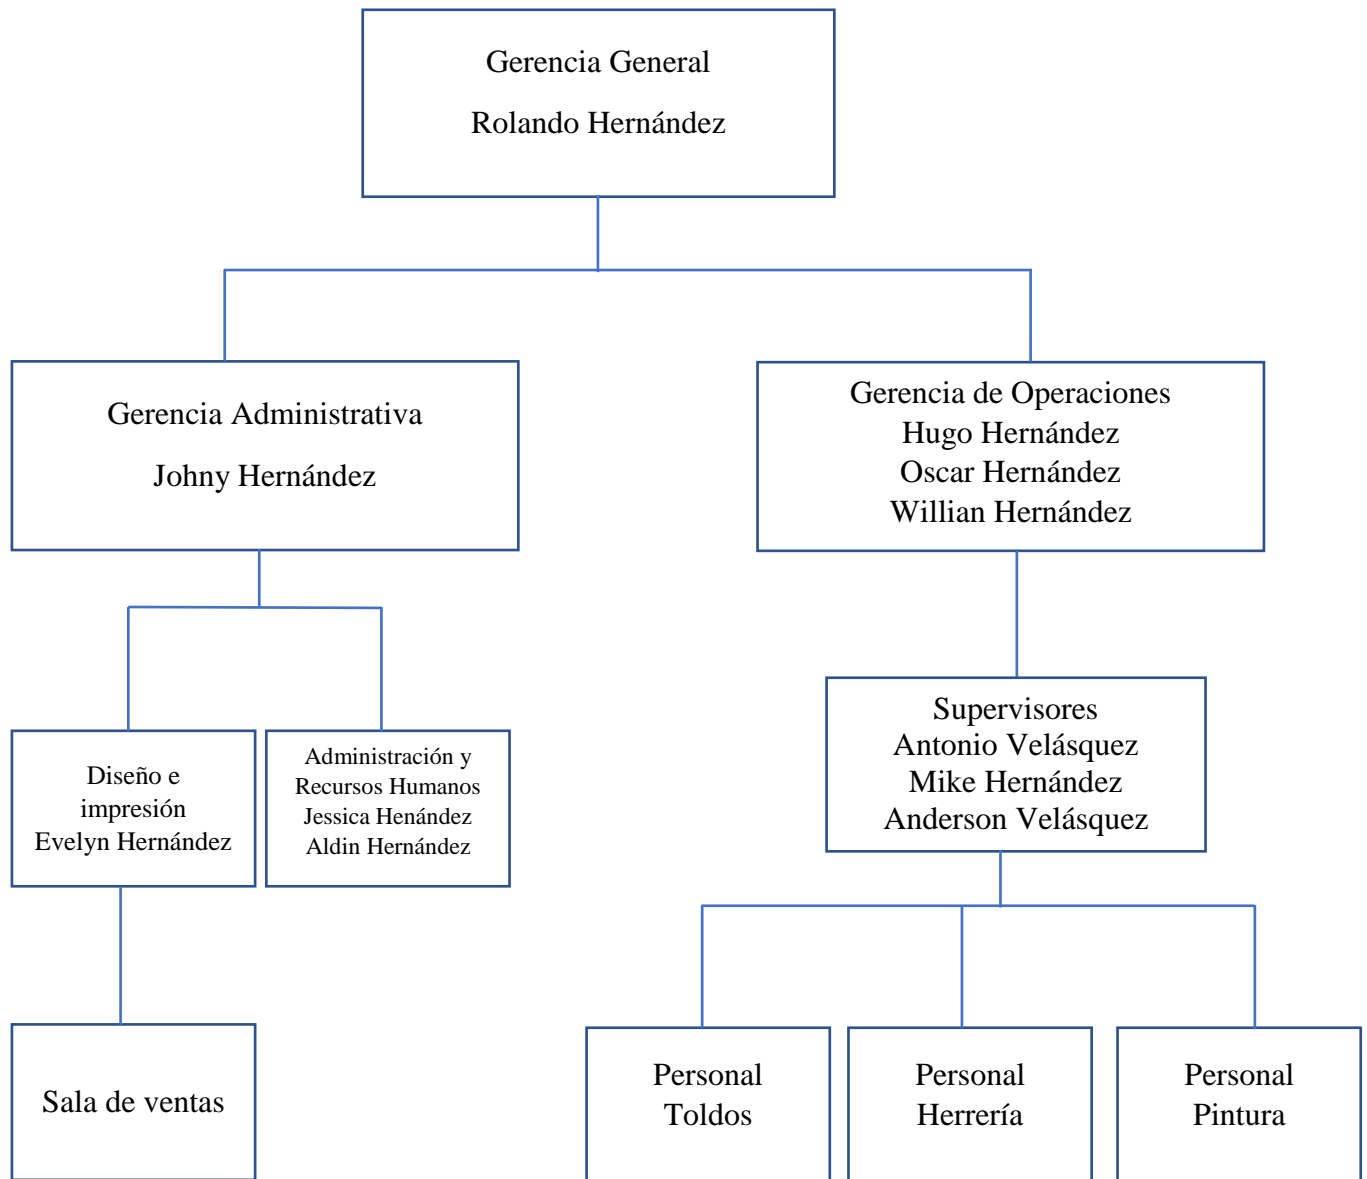 Gerencia General
Rolando Hernández
Gerencia Administrativa
Johny Hernández
Gerencia de Operaciones
Hugo Hernández
Oscar Hernández
Willian Hernández
Diseño e
impresión
Evelyn Hernández
Administración y
Recursos Humanos
Jessica Henández
Aldin Hernández
Supervisores
Antonio Velásquez
Mike Hernández
Anderson Velásquez
Sala de ventas
Personal
Toldos
Personal
Herrería
Personal
Pintura